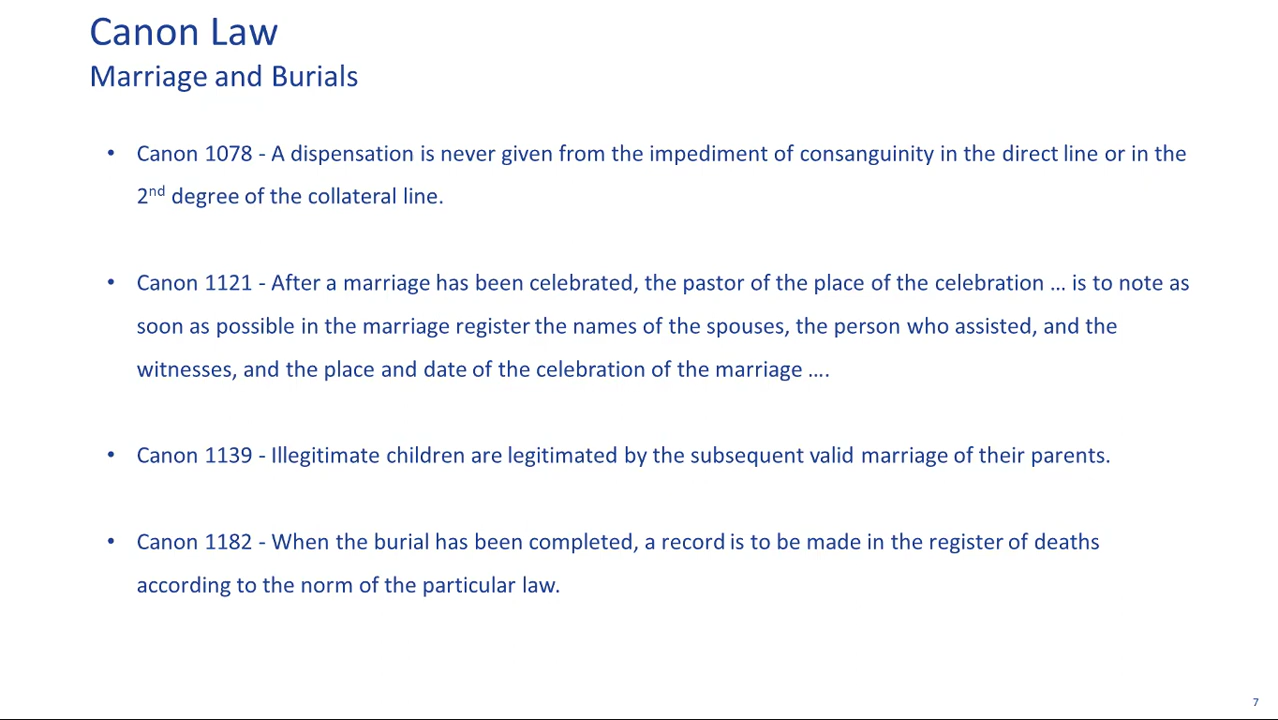 Canon Law
Marriage and Burials
• Canon 1078 - A dispensation is never given from the impediment of consanguinity in the direct line or in the
2nd degree of the collateral line.
• Canon 1121 - After a marriage has been celebrated, the pastor of the place of the celebration … is to note as
soon as possible in the marriage register the names of the spouses, the person who assisted, and the
witnesses, and the place and date of the celebration of the marriage ….
• Canon 1139 - Illegitimate children are legitimated by the subsequent valid marriage of their parents.
• Canon 1182 - When the burial has been completed, a record is to be made in the register of deaths
according to the norm of the particular law.
7